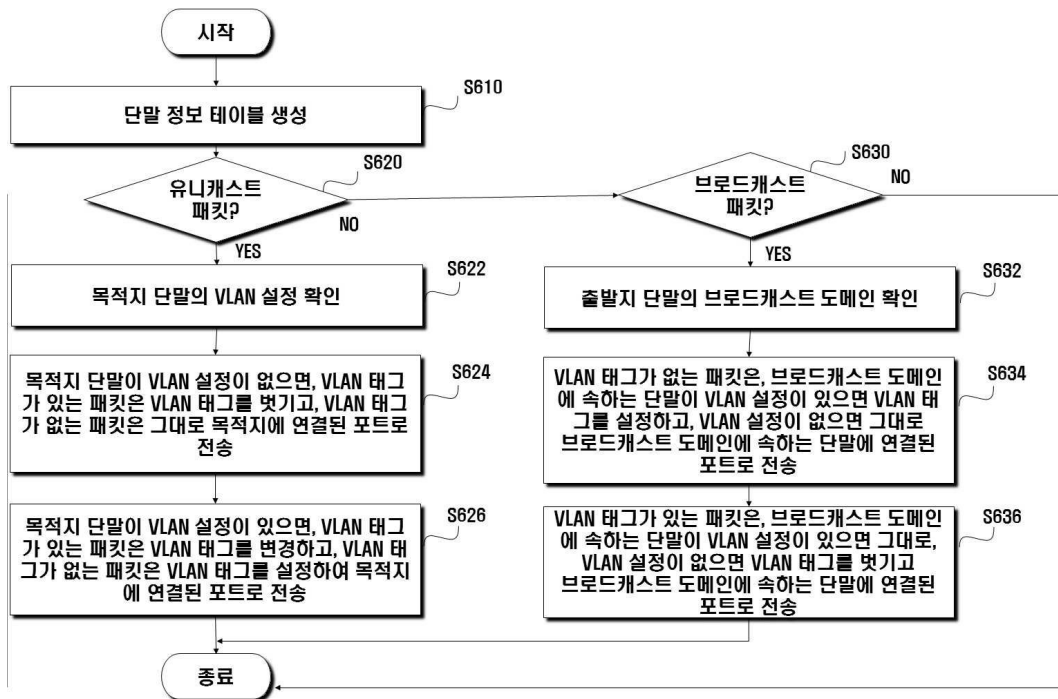 시작
S610
단말 정보 테이블 생성
S620
유니캐스트
패킷?
NO
YES
S622
목적지 단말의 VLAN 설정 확인
S624
목적지 단말이 VLAN 설정이 없으면, VLAN 태그
가 있는 패킷은 VLAN 태그를 벗기고, VLAN 태그
가 없는 패킷은 그대로 목적지에 연결된 포트로
전송
S626
목적지 단말이 VLAN 설정이 있으면, VLAN 태그
가 있는 패킷은 VLAN 태그를 변경하고, VLAN 태
그가 없는 패킷은 VLAN 태그를 설정하여 목적지
에 연결된 포트로 전송
S630
브로드캐스트
패킷?
NO
YES
S632
출발지 단말의 브로드캐스트 도메인 확인
S634
VLAN 태그가 없는 패킷은, 브로드캐스트 도메인
에 속하는 단말이 VLAN 설정이 있으면 VLAN 태
그를 설정하고, VLAN 설정이 없으면 그대로
브로드캐스트 도메인에 속하는 단말에 연결된
포트로 전송
S636
VLAN 태그가 있는 패킷은, 브로드캐스트 도메인
에 속하는 단말이 VLAN 설정이 있으면 그대로,
VLAN 설정이 없으면 VLAN 태그를 벗기고
브로드캐스트 도메인에 속하는 단말에 연결된
포트로 전송
종료